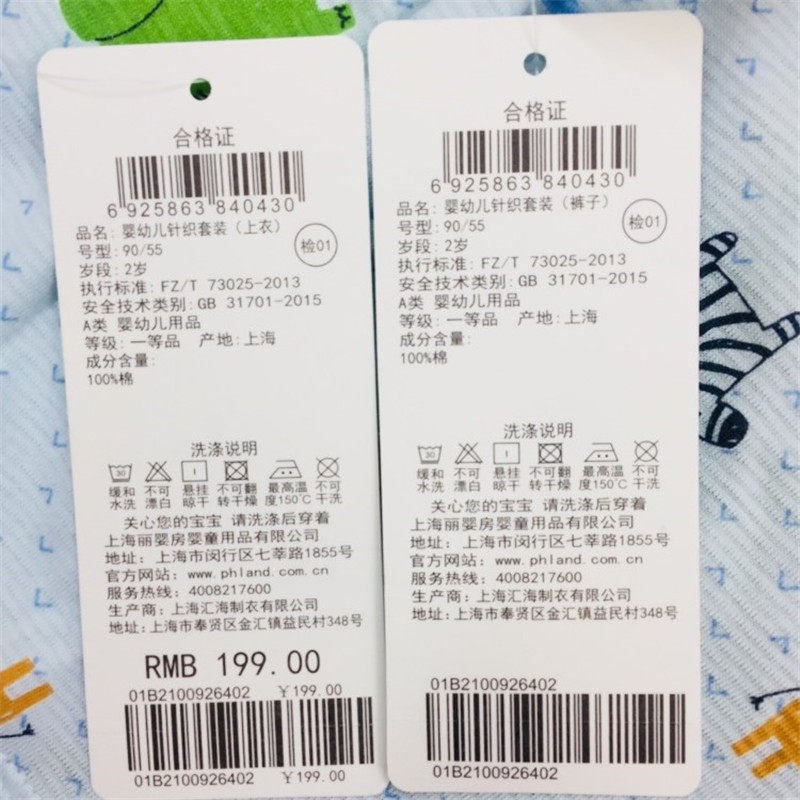 合格证
6 925863 840430
品名: 婴幼儿针织套装（上衣）
号型: 90/55
检01
岁段: 2岁
执行标准: FZ/T 73025-2013
安全技术类别: GB 31701-2015
A类 婴幼儿用品
等级: 一等品 产地: 上海
成分含量:
100%棉
洗涤说明
30
缓和水洗 不可漂白 悬挂晾干 不可翻转干燥 最高温度150℃ 不可干洗
关心您的宝宝 请洗涤后穿着
上海丽婴房婴童用品有限公司
地址: 上海市闵行区七莘路1855号
官方网站: www.phland.com.cn
服务热线: 4008217600
生产商: 上海汇海制衣有限公司
地址: 上海市奉贤区金汇镇益民村348号
RMB 199.00
01B2100926402 ￥199.00
01B2100926402 ￥199.00
合格证
6 925863 840430
品名: 婴幼儿针织套装（裤子）
号型: 90/55
检01
岁段: 2岁
执行标准: FZ/T 73025-2013
安全技术类别: GB 31701-2015
A类 婴幼儿用品
等级: 一等品 产地: 上海
成分含量:
100%棉
洗涤说明
30
缓和水洗 不可漂白 悬挂晾干 不可翻转干燥 最高温度150℃ 不可干洗
关心您的宝宝 请洗涤后穿着
上海丽婴房婴童用品有限公司
地址: 上海市闵行区七莘路1855号
官方网站: www.phland.com.cn
服务热线: 4008217600
生产商: 上海汇海制衣有限公司
地址: 上海市奉贤区金汇镇益民村348号
01B2100926402
01B2100926402